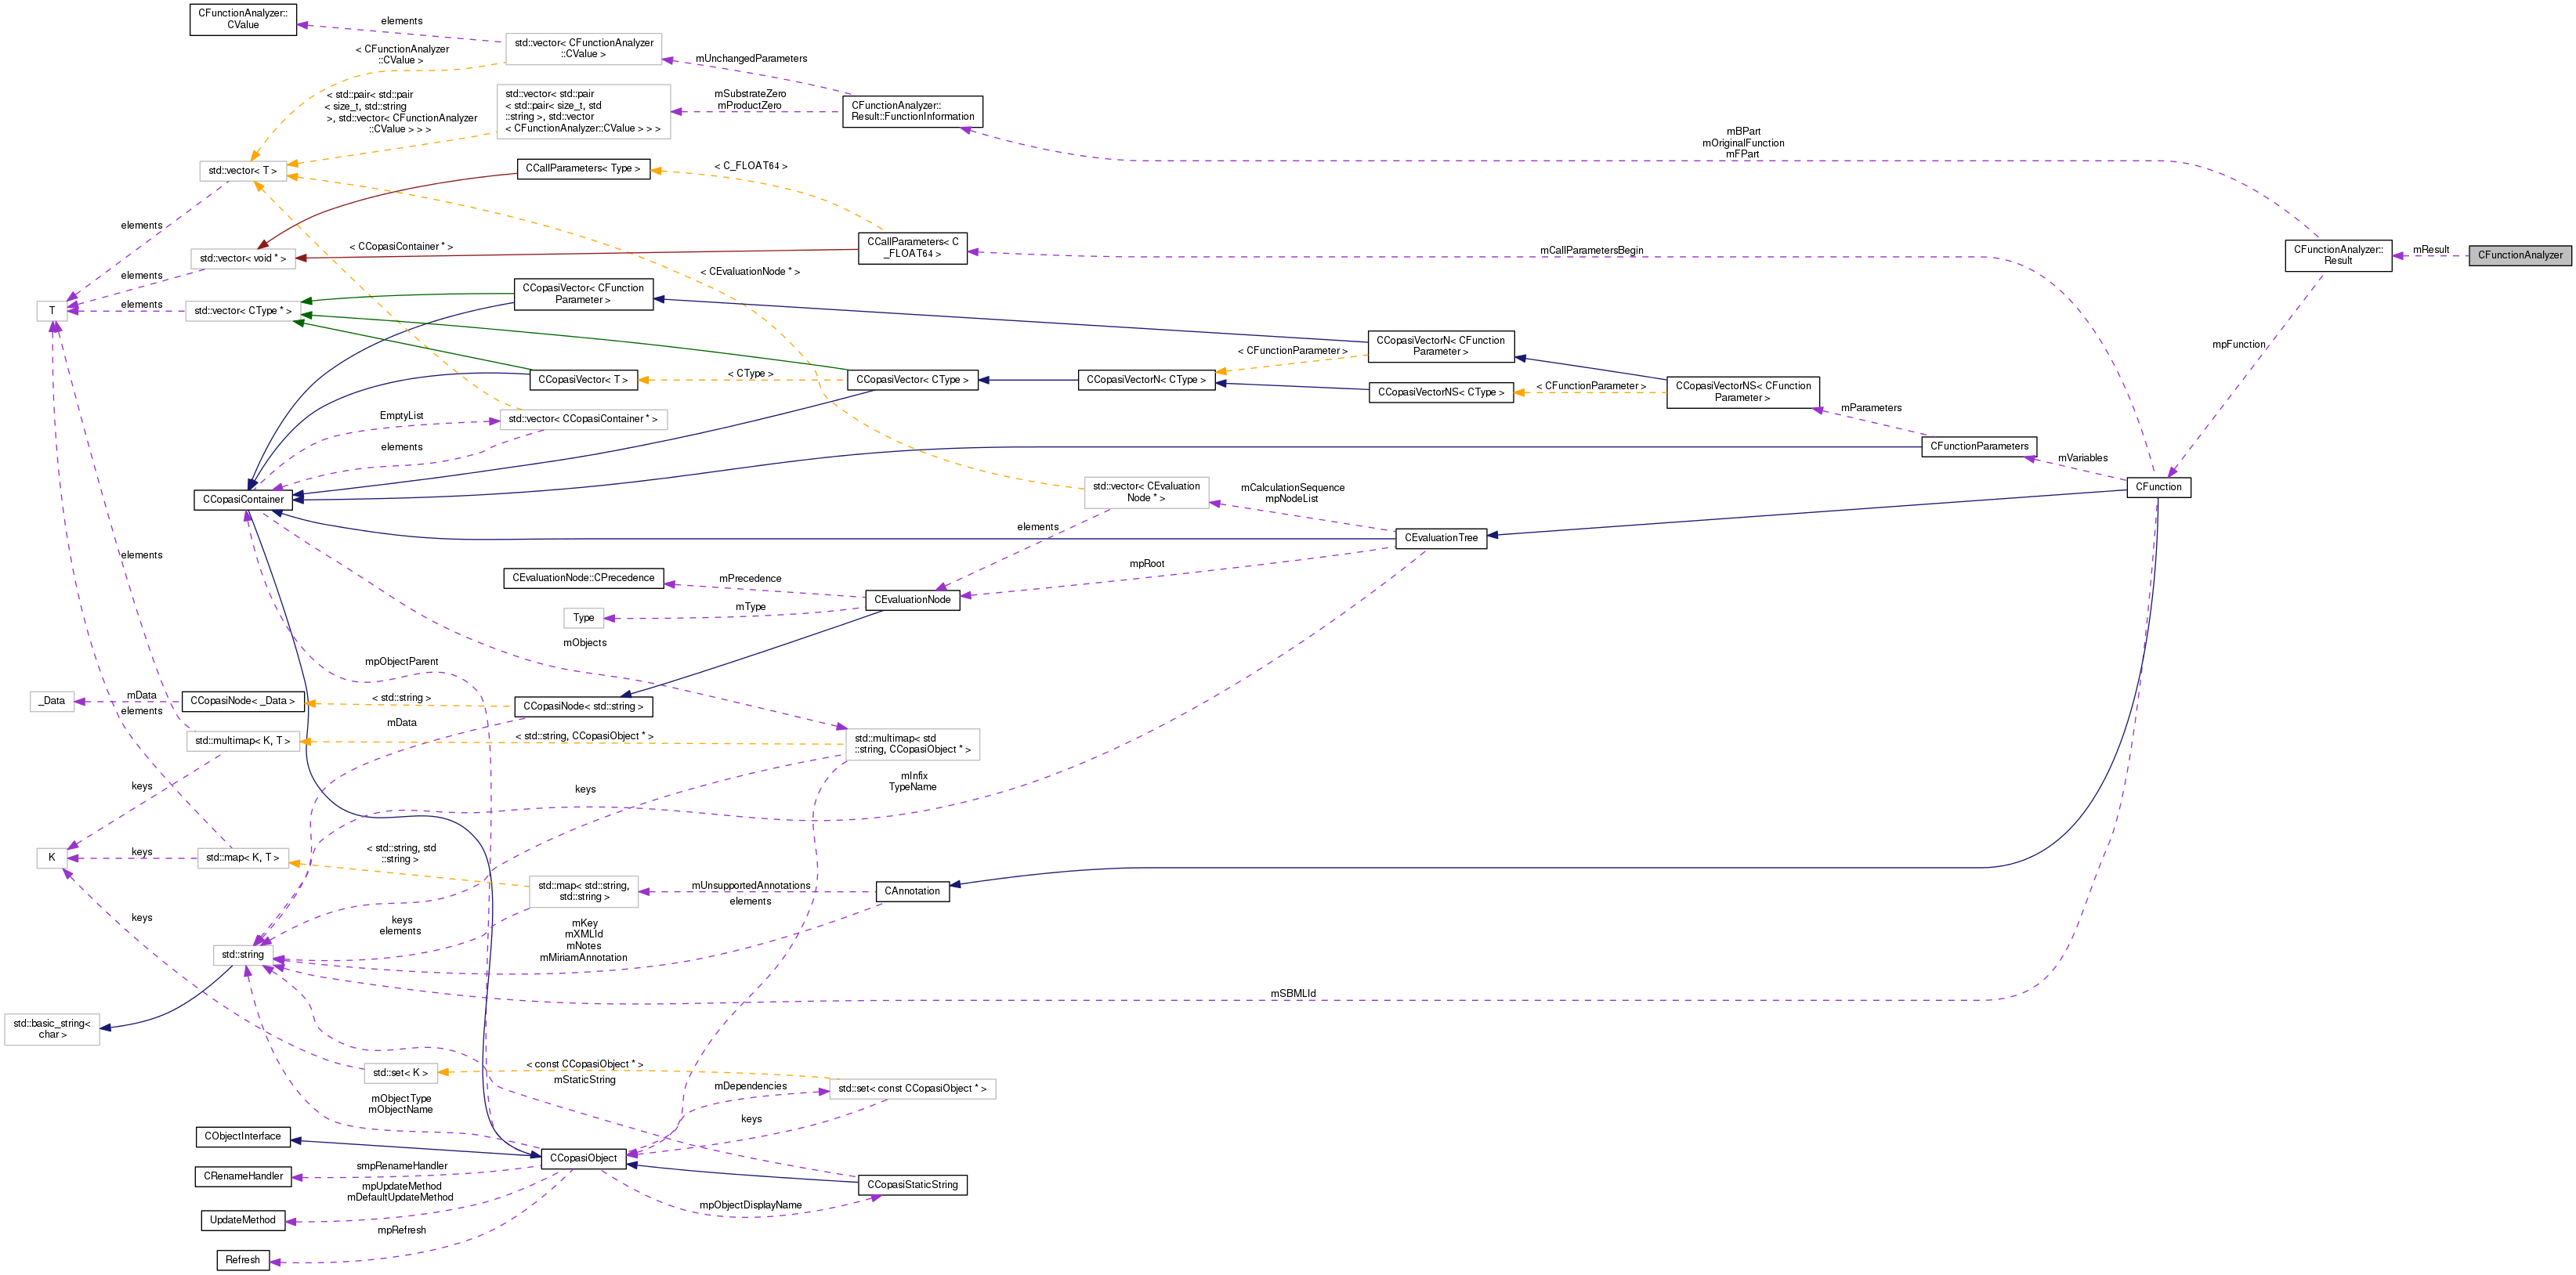 CFunctionAnalyzer::
CValue
elements
std::vector< CFunctionAnalyzer
::CValue >
< CFunctionAnalyzer
::CValue >
mUnchangedParameters
< std::pair< std::pair
< size_t, std::string
>, std::vector< CFunctionAnalyzer
::CValue > > >
std::vector< std::pair
< std::pair< size_t, std
::string >, std::vector
< CFunctionAnalyzer::CValue > > >
mSubstrateZero
mProductZero
CFunctionAnalyzer::
Result::FunctionInformation
mBPart
mOriginalFunction
mFPart
std::vector< T >
CCallParameters< Type >
< C_FLOAT64 >
elements
std::vector< void * >
< CCopasiContainer * >
CCallParameters< C
_FLOAT64 >
mCallParametersBegin
CFunctionAnalyzer::
Result
mResult
CFunctionAnalyzer
elements
< CEvaluationNode * >
T
elements
std::vector< CType * >
CCopasiVector< CFunction
Parameter >
CCopasiVectorN< CFunction
Parameter >
mpFunction
< CFunctionParameter >
CCopasiVector< T >
< CType >
CCopasiVector< CType >
CCopasiVectorN< CType >
CCopasiVectorNS< CType >
< CFunctionParameter >
CCopasiVectorNS< CFunction
Parameter >
EmptyList
std::vector< CCopasiContainer * >
mParameters
elements
CFunctionParameters
mVariables
CCopasiContainer
std::vector< CEvaluation
Node * >
mCalculationSequence
mpNodeList
CFunction
elements
CEvaluationTree
elements
CEvaluationNode::CPrecedence
mPrecedence
mpRoot
CEvaluationNode
Type
mType
mObjects
mpObjectParent
_Data
mData
CCopasiNode< _Data >
< std::string >
CCopasiNode< std::string >
elements
mData
std::multimap< K, T >
< std::string, CCopasiObject * >
std::multimap< std
::string, CCopasiObject * >
keys
keys
mInfix
TypeName
K
keys
std::map< K, T >
< std::string, std
::string >
std::map< std::string,
std::string >
mUnsupportedAnnotations
CAnnotation
elements
keys
keys
elements
mKey
mXMLId
mNotes
mMiriamAnnotation
std::string
mSBMLId
std::basic_string<
char >
std::set< K >
< const CCopasiObject * >
mStaticString
mDependencies
std::set< const CCopasiObject * >
mObjectType
mObjectName
keys
CObjectInterface
CCopasiObject
CRenameHandler
smpRenameHandler
CCopasiStaticString
mpUpdateMethod
mDefaultUpdateMethod
mpObjectDisplayName
UpdateMethod
mpRefresh
Refresh